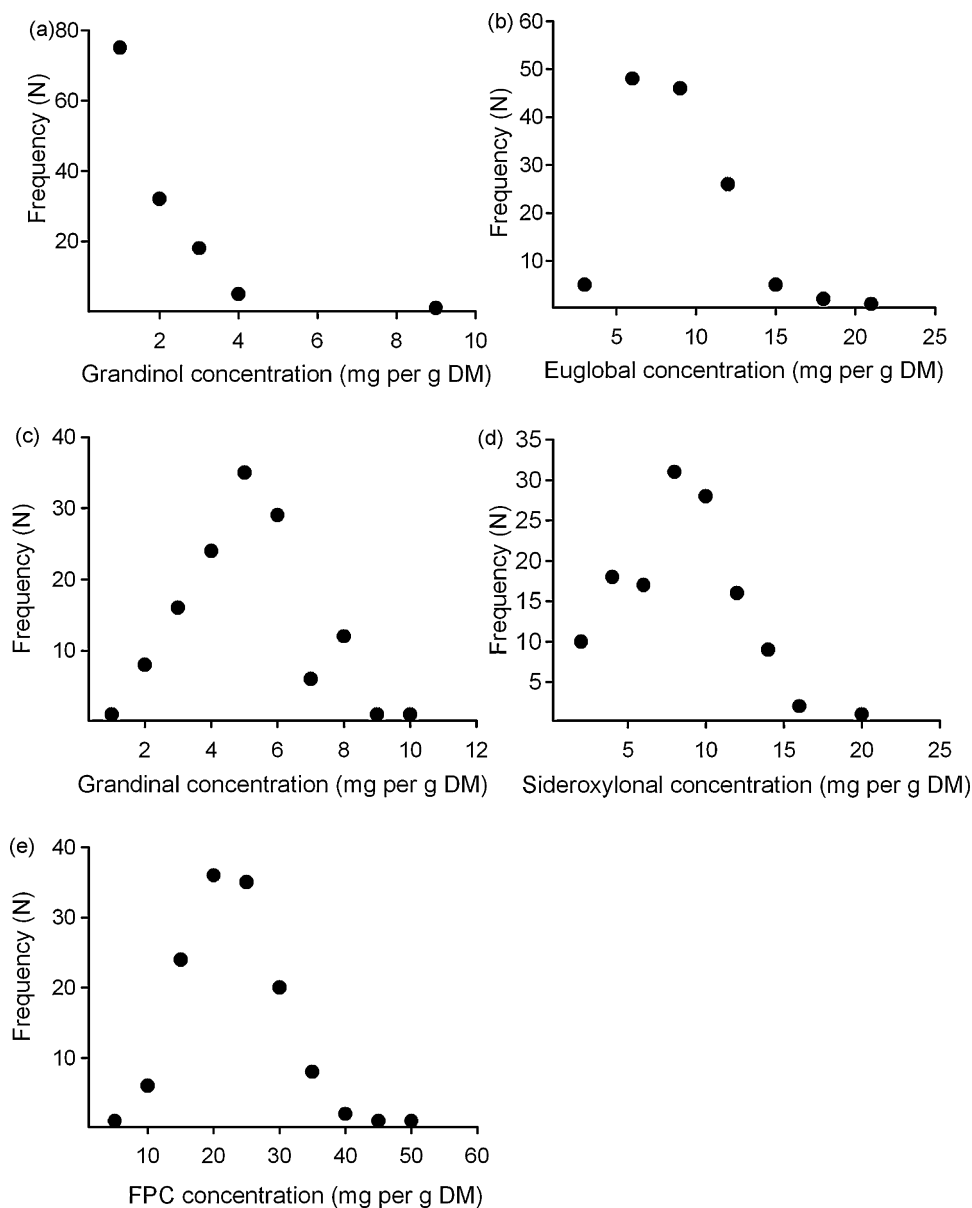 (a)
80
60
40
20
Frequency (N)
2 4 6 8 10
Grandinol concentration (mg per g DM)
(b)
60
50
40
30
20
10
Frequency (N)
5 10 15 20 25
Euglobal concentration (mg per g DM)
(c)
40
30
20
10
Frequency (N)
2 4 6 8 10 12
Grandinal concentration (mg per g DM)
(d)
35
30
25
20
15
10
5
Frequency (N)
5 10 15 20 25
Sideroxylonal concentration (mg per g DM)
(e)
40
30
20
10
Frequency (N)
10 20 30 40 50 60
FPC concentration (mg per g DM)